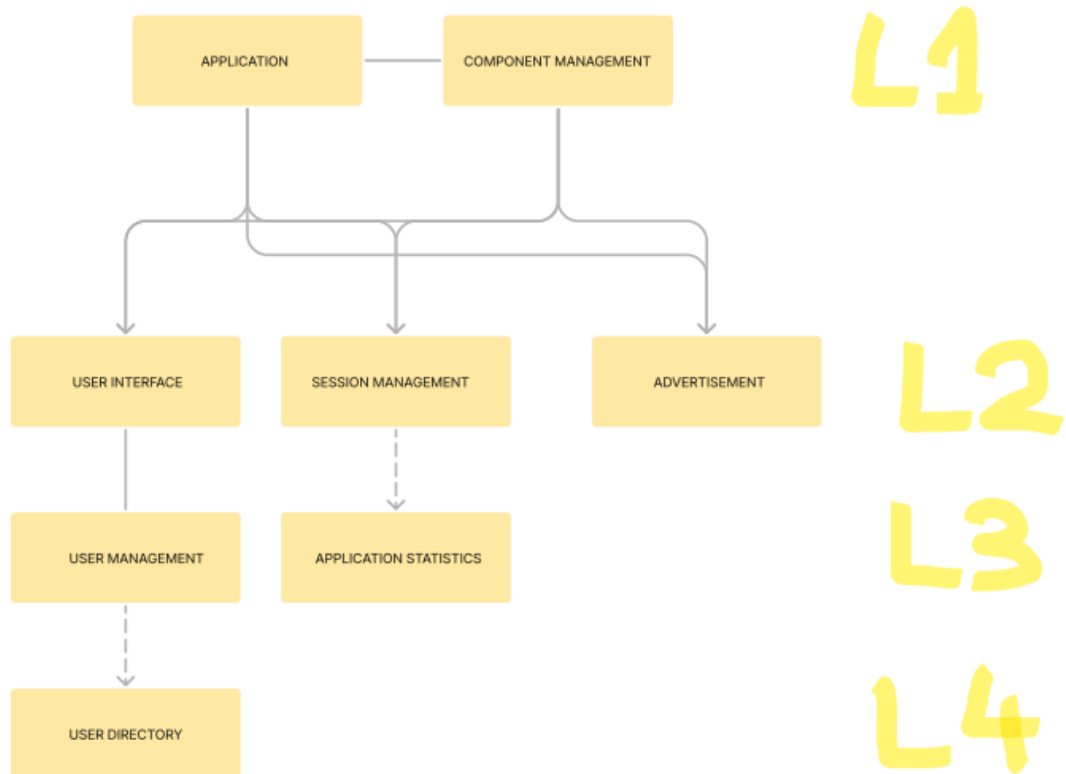 APPLICATION
COMPONENT MANAGEMENT
L1
USER INTERFACE
SESSION MANAGEMENT
ADVERTISEMENT
L2
USER MANAGEMENT
APPLICATION STATISTICS
L3
USER DIRECTORY
L4